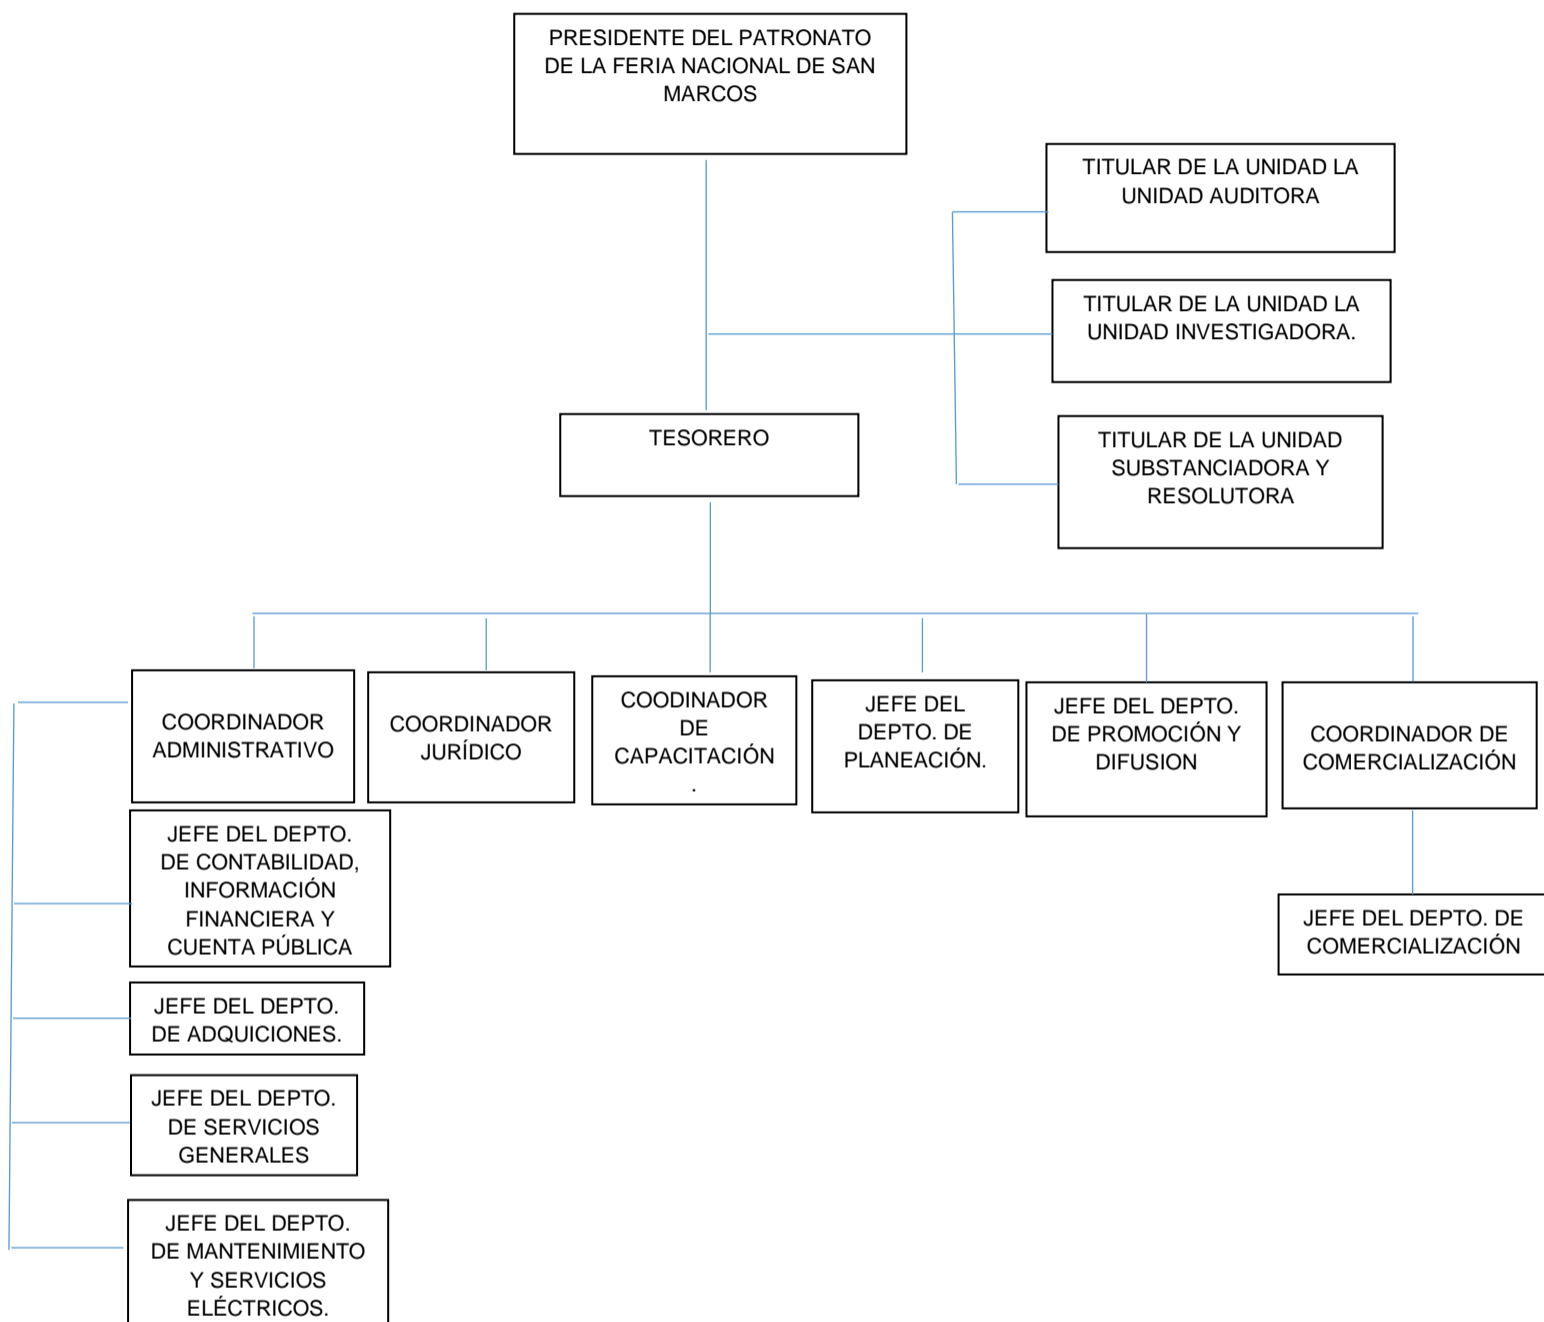 PRESIDENTE DEL PATRONATO
DE LA FERIA NACIONAL DE SAN
MARCOS
TITULAR DE LA UNIDAD LA
UNIDAD AUDITORA
TITULAR DE LA UNIDAD LA
UNIDAD INVESTIGADORA.
TESORERO
TITULAR DE LA UNIDAD
SUBSTANCIADORA Y
RESOLUTORA
COORDINADOR
ADMINISTRATIVO
COORDINADOR
JURÍDICO
COODINADOR
DE
CAPACITACIÓN
.
JEFE DEL
DEPTO. DE
PLANEACIÓN.
JEFE DEL DEPTO.
DE PROMOCIÓN Y
DIFUSION
COORDINADOR DE
COMERCIALIZACIÓN
JEFE DEL DEPTO.
DE CONTABILIDAD,
INFORMACIÓN
FINANCIERA Y
CUENTA PÚBLICA
JEFE DEL DEPTO. DE
COMERCIALIZACIÓN
JEFE DEL DEPTO.
DE ADQUICIONES.
JEFE DEL DEPTO.
DE SERVICIOS
GENERALES
JEFE DEL DEPTO.
DE MANTENIMIENTO
Y SERVICIOS
ELÉCTRICOS.